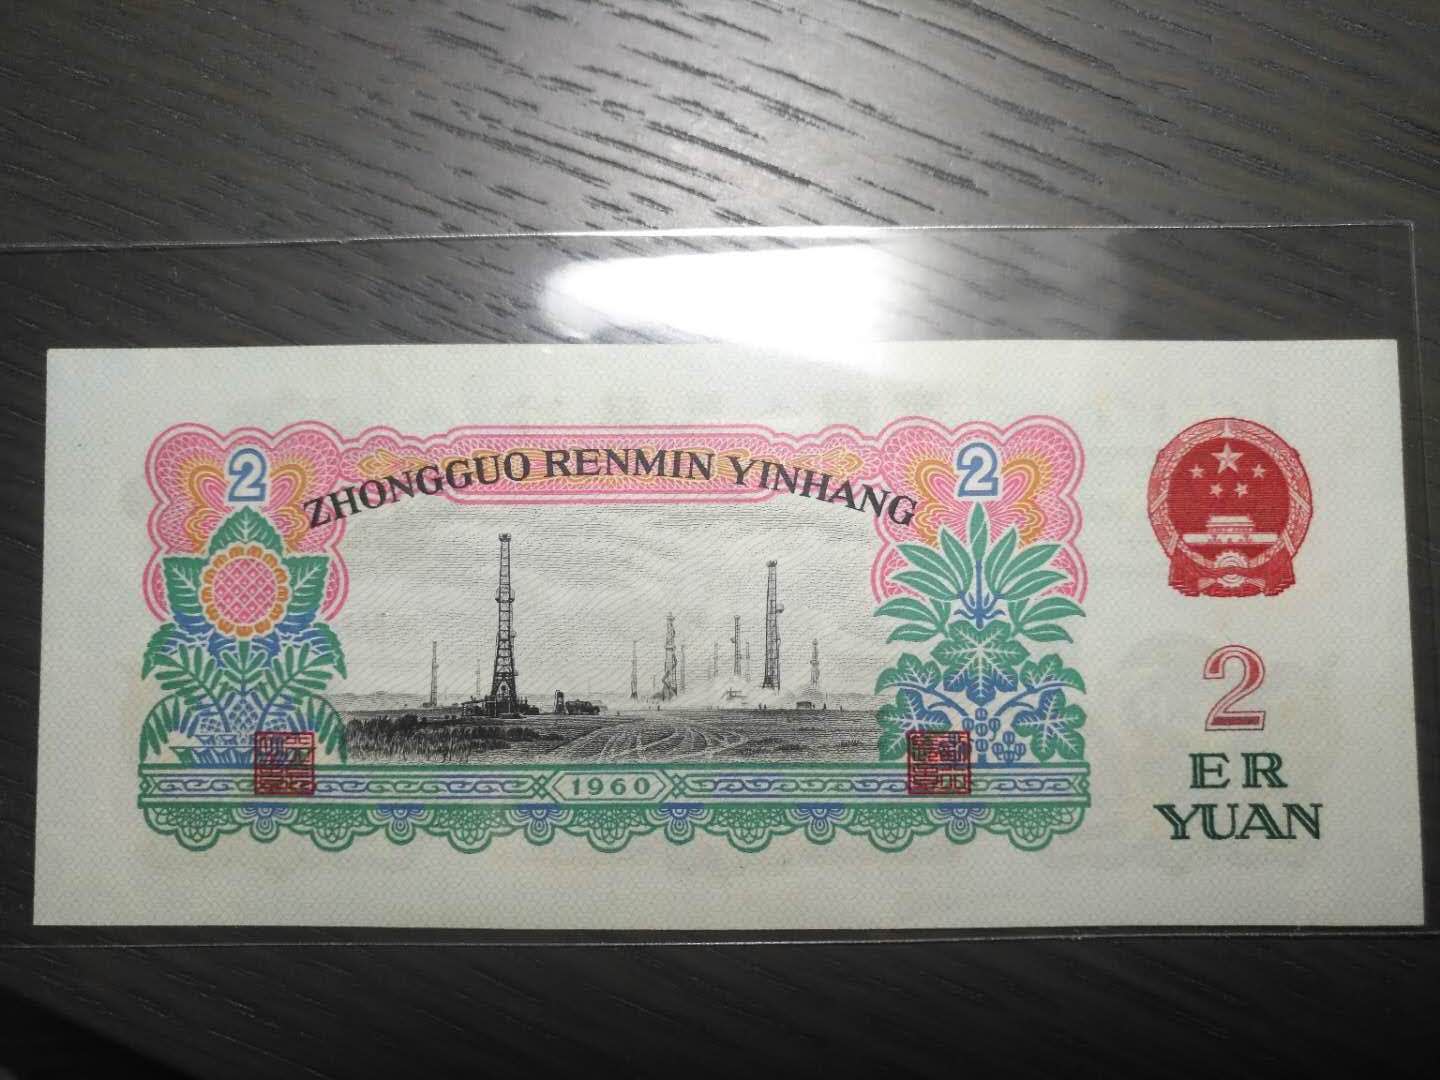 ZHONGGUO RENMIN YINHANG
2
2
1960
2
ER
YUAN